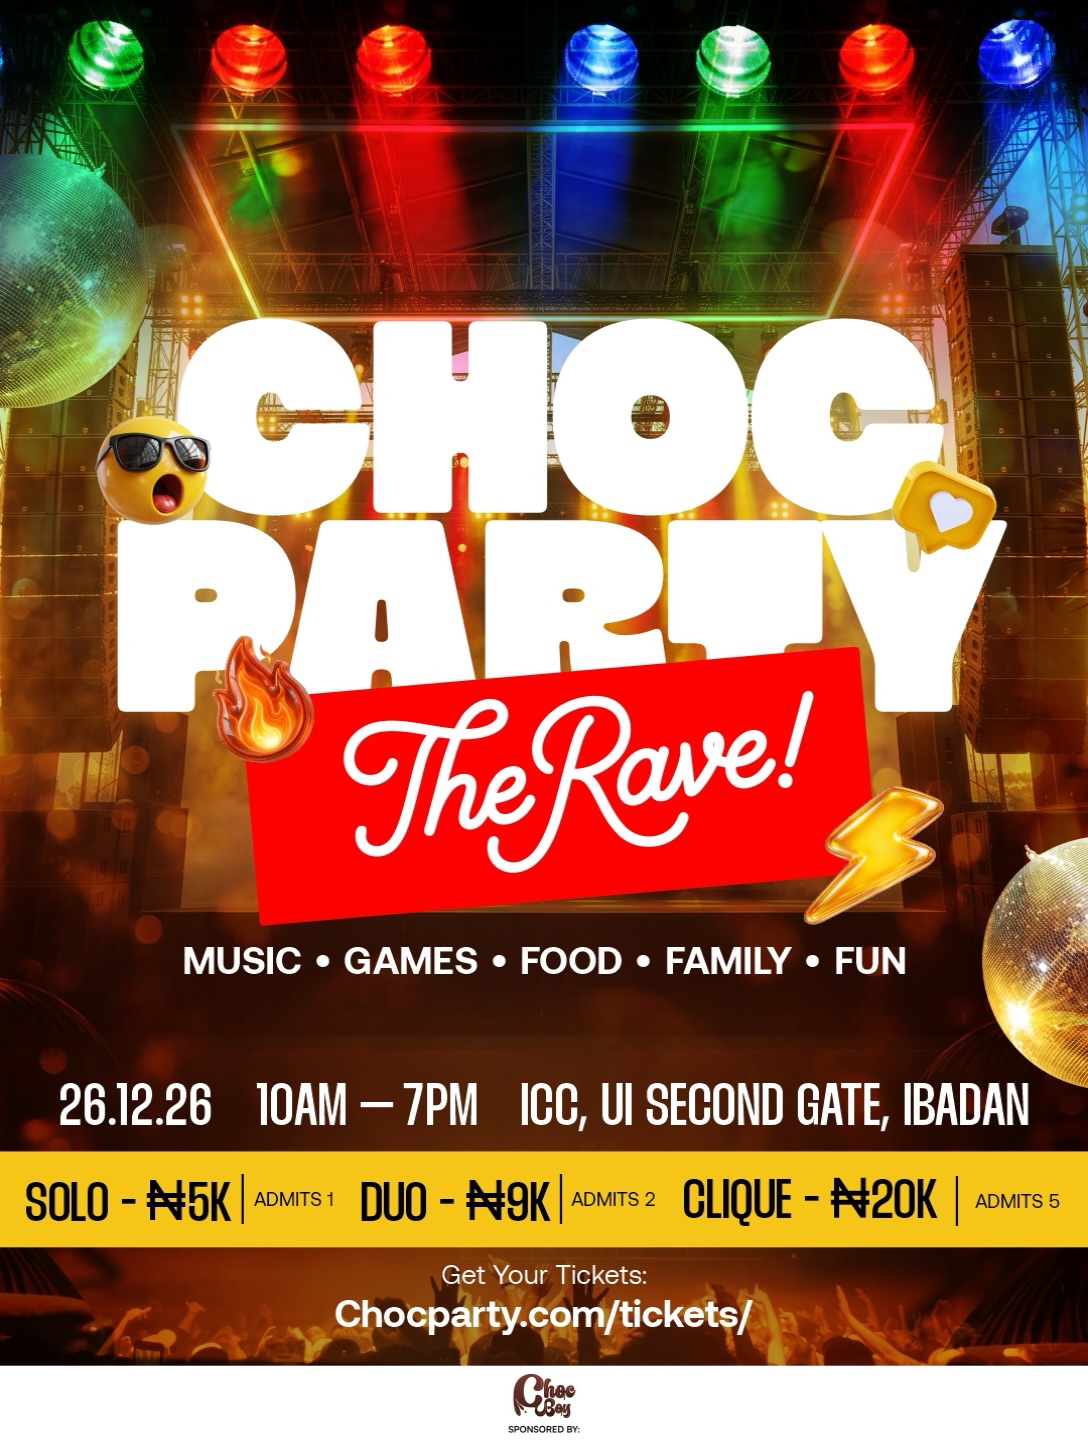 CHOC
PARTY
The Rave!
MUSIC • GAMES • FOOD • FAMILY • FUN
26.12.26 10AM — 7PM ICC, UI SECOND GATE, IBADAN
SOLO - ₦5K | ADMITS 1 DUO - ₦9K | ADMITS 2 CLIQUE - ₦20K | ADMITS 5
Get Your Tickets:
Chocparty.com/tickets/
Choc
Boy
SPONSORED BY: